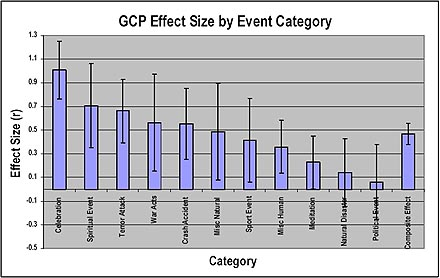 GCP Effect Size by Event Category
Effect Size (r)
1.3
1.1
0.9
0.7
0.5
0.3
0.1
-0.1
-0.3
-0.5
Celebration
Spiritual Event
Terror Attack
War Acts
Crash Accident
Misc Natural
Sport Event
Misc Human
Meditation
Natural Disaster
Political Event
Composite Effect
Category